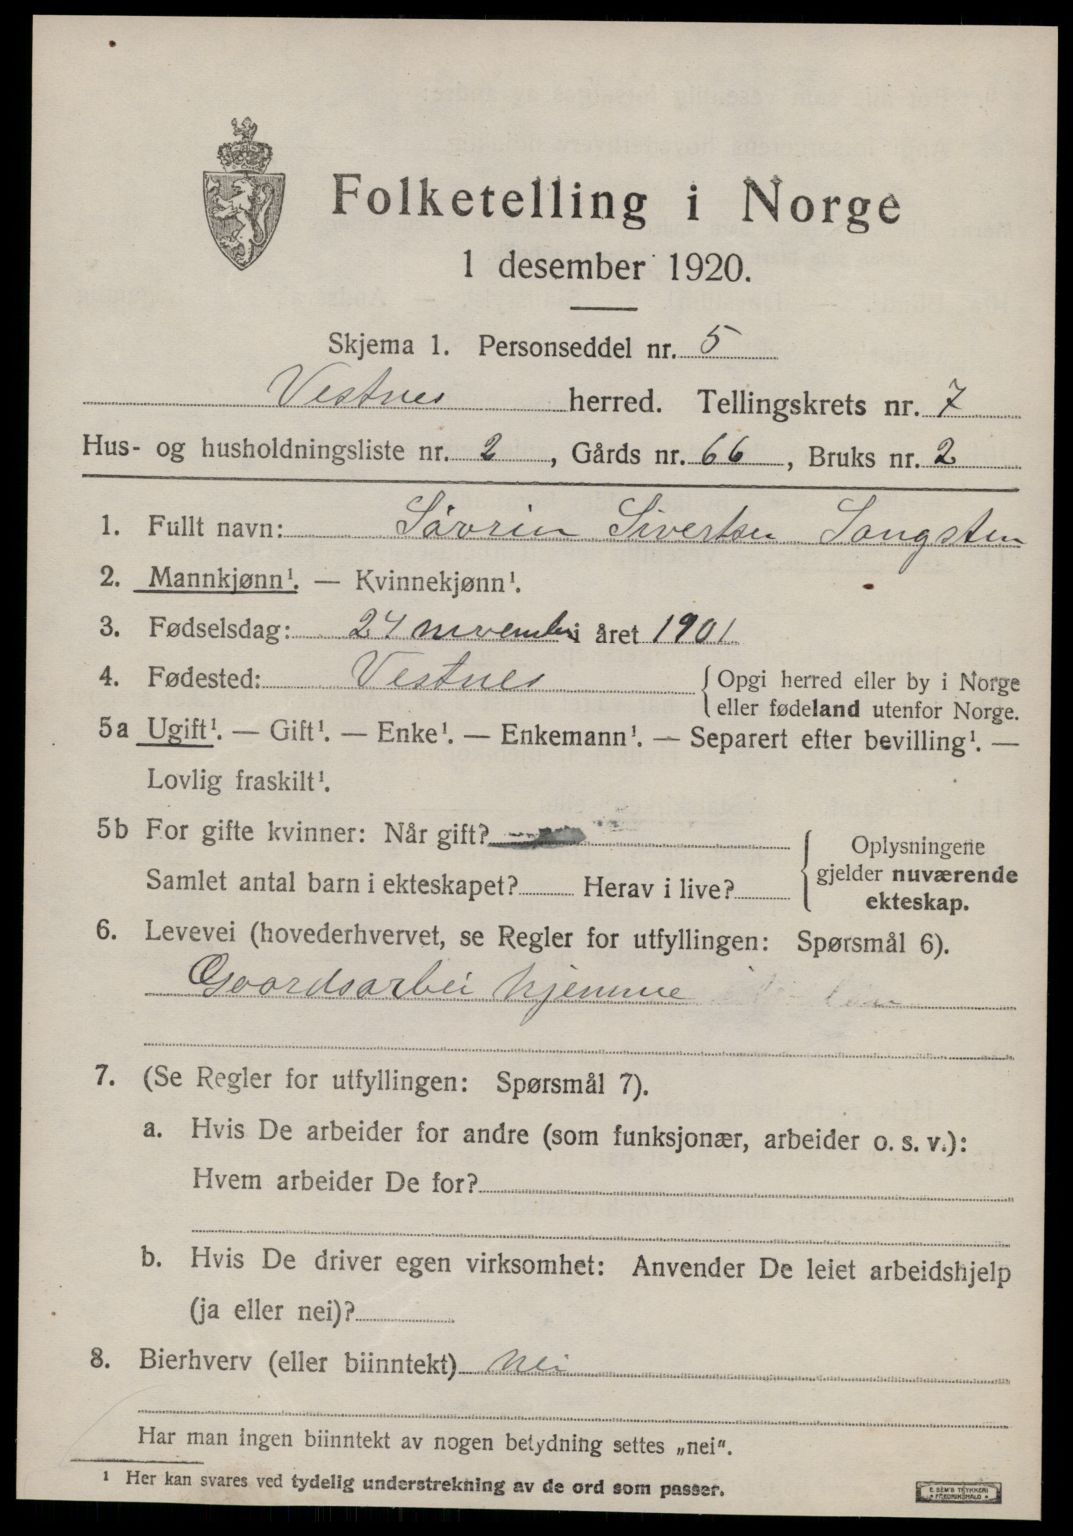 Folketelling i Norge
1 desember 1920.
Skjema 1. Personseddel nr. 5
Vestnes herred. Tellingskrets nr. 7
Hus- og husholdningsliste nr. 2, Gårds nr. 66, Bruks nr. 2
1. Fullt navn: Søvrin Sivertsen Songsten
2. Mannkjønn¹. — Kvinnekjønn¹.
3. Fødselsdag: 24 november i året 1901
4. Fødested: Vestnes { Opgi herred eller by i Norge
eller fødeland utenfor Norge.
5a Ugift¹. — Gift¹. — Enke¹. — Enkemann¹. — Separert efter bevilling¹. —
Lovlig fraskilt¹.
5b For gifte kvinner: Når gift? { Oplysningene
gjelder nuværende
Samlet antal barn i ekteskapet? Herav i live? ekteskap.
6. Levevei (hovederhvervet, se Regler for utfyllingen: Spørsmål 6).
Goardsarbei hjemme
7. (Se Regler for utfyllingen: Spørsmål 7).
a. Hvis De arbeider for andre (som funksjonær, arbeider o. s. v.):
Hvem arbeider De for?
b. Hvis De driver egen virksomhet: Anvender De leiet arbeidshjelp
(ja eller nei)?
8. Bierhverv (eller biinntekt) Nei
Har man ingen biinntekt av nogen betydning settes „nei“.
¹ Her kan svares ved tydelig understrekning av de ord som passer.
E. SEM'S TRYKKERI
FREDRIKSHALD